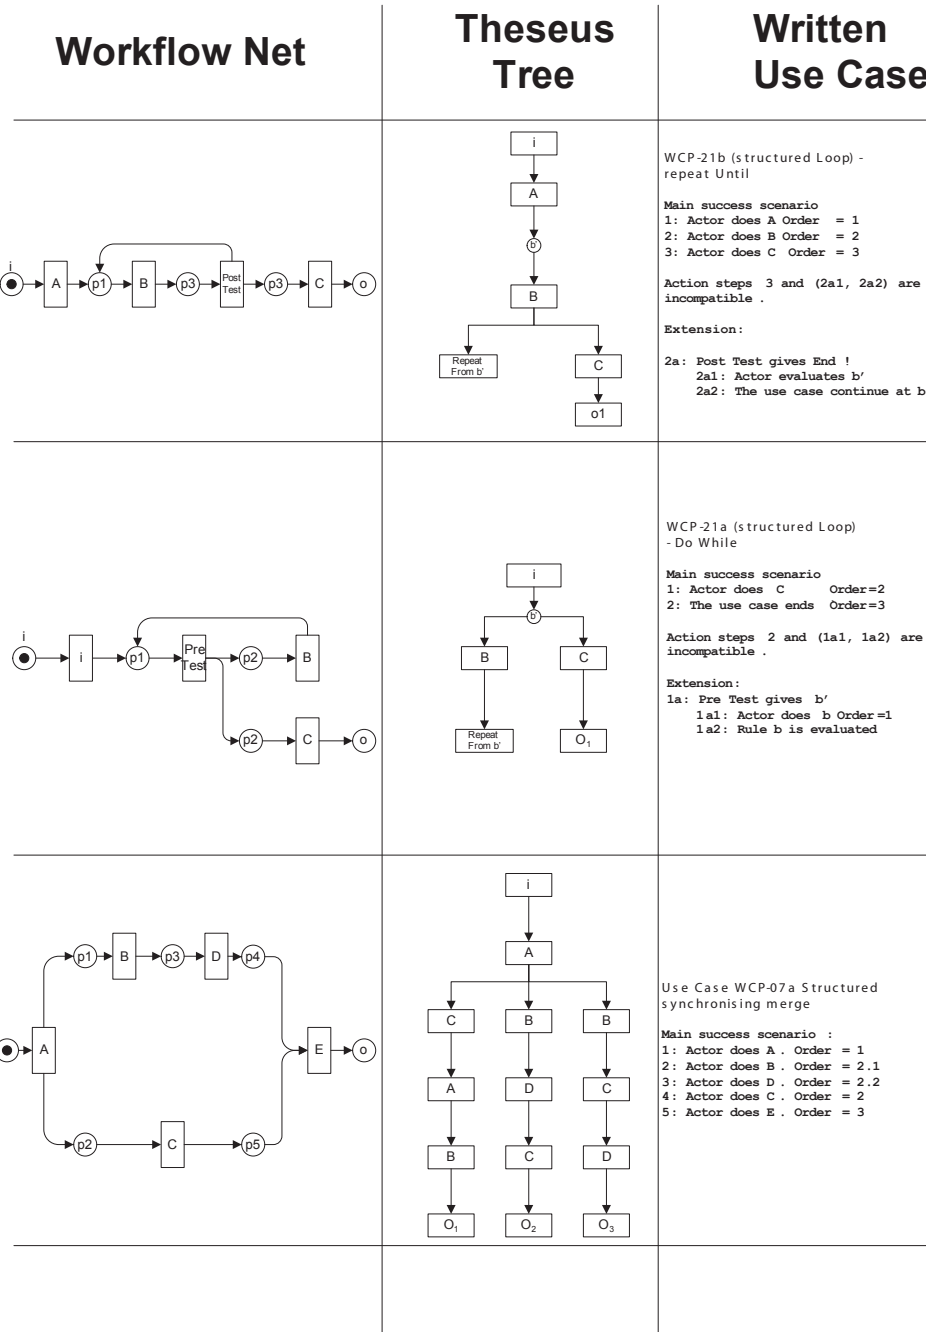 Workflow Net
Theseus
Tree
Written
Use Case
i
A
p1
B
p3
Post
Test
p3
C
o
i
A
b'
B
Repeat
From b'
C
o1
WCP-21b (structured Loop) -
repeat Until
Main success scenario
1: Actor does A Order = 1
2: Actor does B Order = 2
3: Actor does C Order = 3
Action steps 3 and (2a1, 2a2) are
incompatible .
Extension:
2a: Post Test gives End !
2a1: Actor evaluates b’
2a2: The use case continue at b
i
i
p1
Pre
Test
p2
B
p2
C
o
i
b'
B
C
Repeat
From b'
O1
WCP-21a (structured Loop)
- Do While
Main success scenario
1: Actor does C Order=2
2: The use case ends Order=3
Action steps 2 and (1a1, 1a2) are
incompatible .
Extension:
1a: Pre Test gives b’
1a1: Actor does b Order=1
1a2: Rule b is evaluated
p1
B
p3
D
p4
A
E
o
p2
C
p5
i
A
C
B
B
A
D
C
B
C
D
O1
O2
O3
Use Case WCP-07a Structured
synchronising merge
Main success scenario :
1: Actor does A . Order = 1
2: Actor does B . Order = 2.1
3: Actor does D . Order = 2.2
4: Actor does C . Order = 2
5: Actor does E . Order = 3